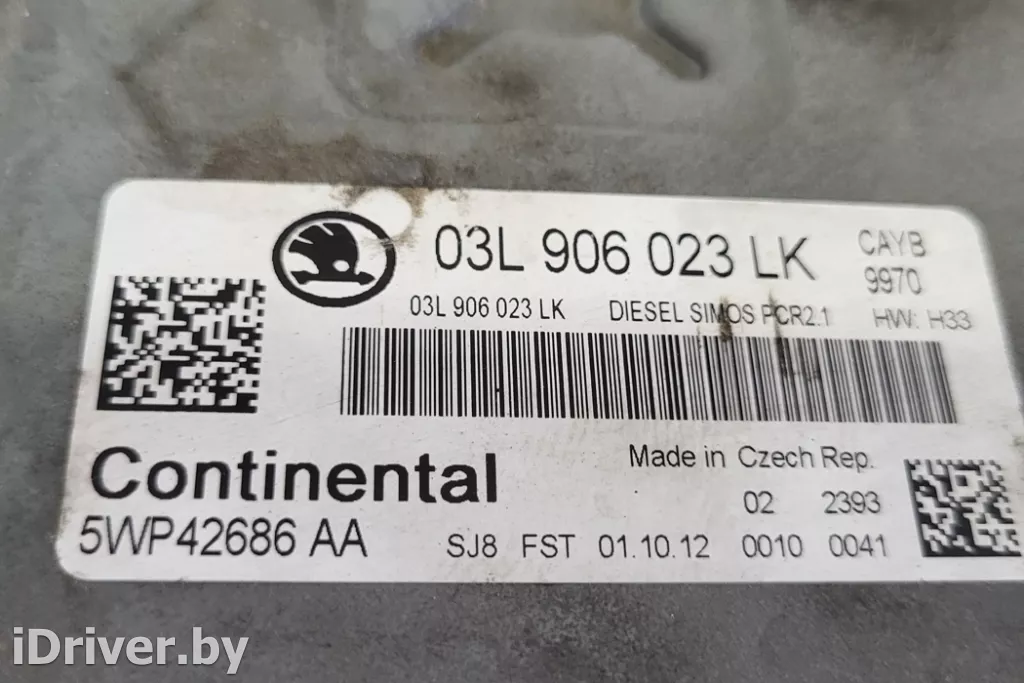 03L 906 023 LK CAYB
9970
03L 906 023 LK DIESEL SIMOS PCR2.1 HW: H33
Continental Made in Czech Rep.
02 2393
5WP42686 AA SJ8 FST 01.10.12 0010 0041
iDriver.by